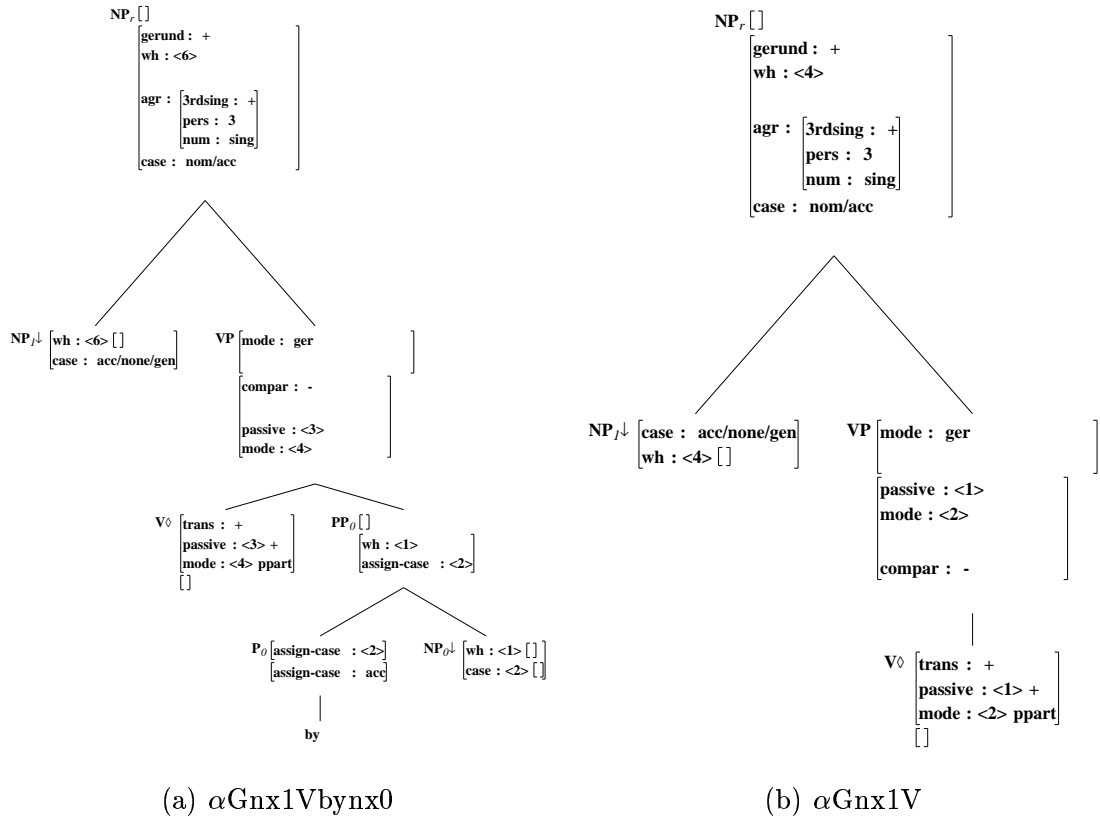 NPr [ ]
gerund : +
wh : <6>
agr : 3rdsing : +
pers : 3
num : sing
case : nom/acc
NP1↓ wh : <6> [ ]
case : acc/none/gen
VP mode : ger
compar : -
passive : <3>
mode : <4>
V◊ trans : +
passive : <3> +
mode : <4> ppart
[ ]
PP0 [ ]
wh : <1>
assign-case : <2>
P0 assign-case : <2>
assign-case : acc
NP0↓ wh : <1> [ ]
case : <2> [ ]
by
(a) αGnx1Vbynx0
NPr [ ]
gerund : +
wh : <4>
agr : 3rdsing : +
pers : 3
num : sing
case : nom/acc
NP1↓ case : acc/none/gen
wh : <4> [ ]
VP mode : ger
passive : <1>
mode : <2>
compar : -
V◊ trans : +
passive : <1> +
mode : <2> ppart
[ ]
(b) αGnx1V